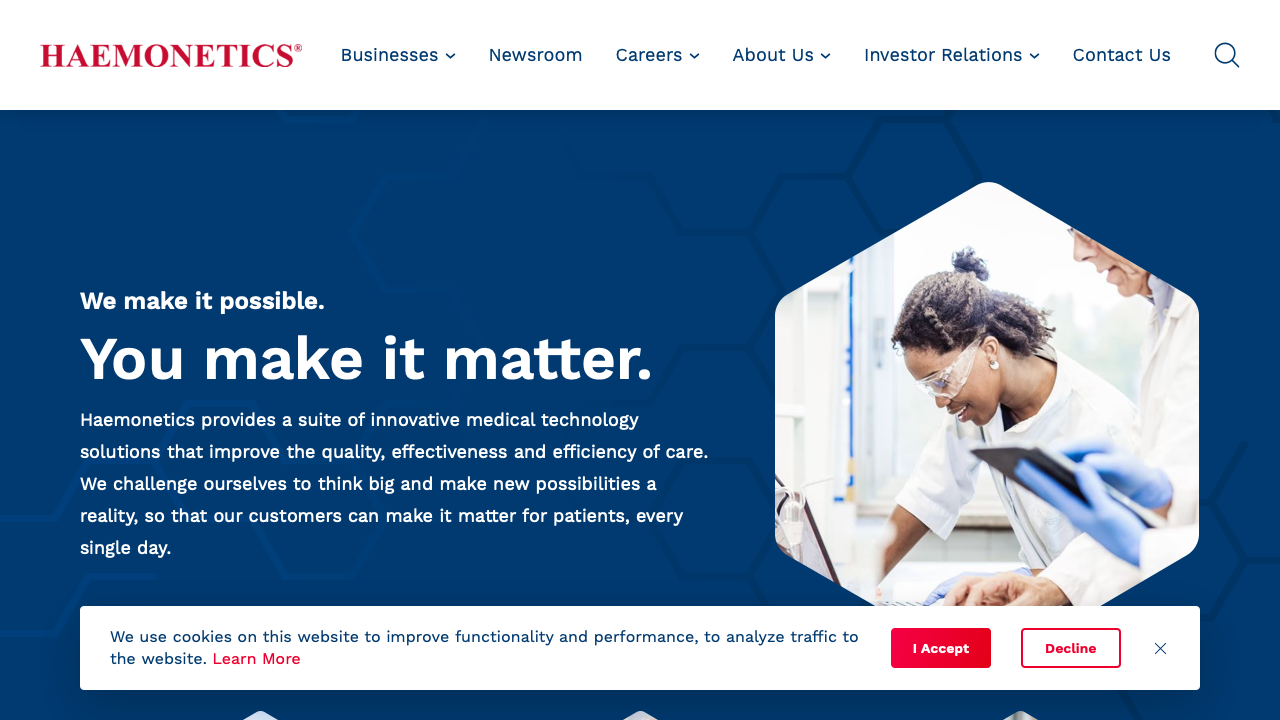 HAEMONETICS®
Businesses
Newsroom
Careers
About Us
Investor Relations
Contact Us
We make it possible.
You make it matter.
Haemonetics provides a suite of innovative medical technology
solutions that improve the quality, effectiveness and efficiency of care.
We challenge ourselves to think big and make new possibilities a
reality, so that our customers can make it matter for patients, every
single day.
We use cookies on this website to improve functionality and performance, to analyze traffic to
the website. Learn More
I Accept
Decline